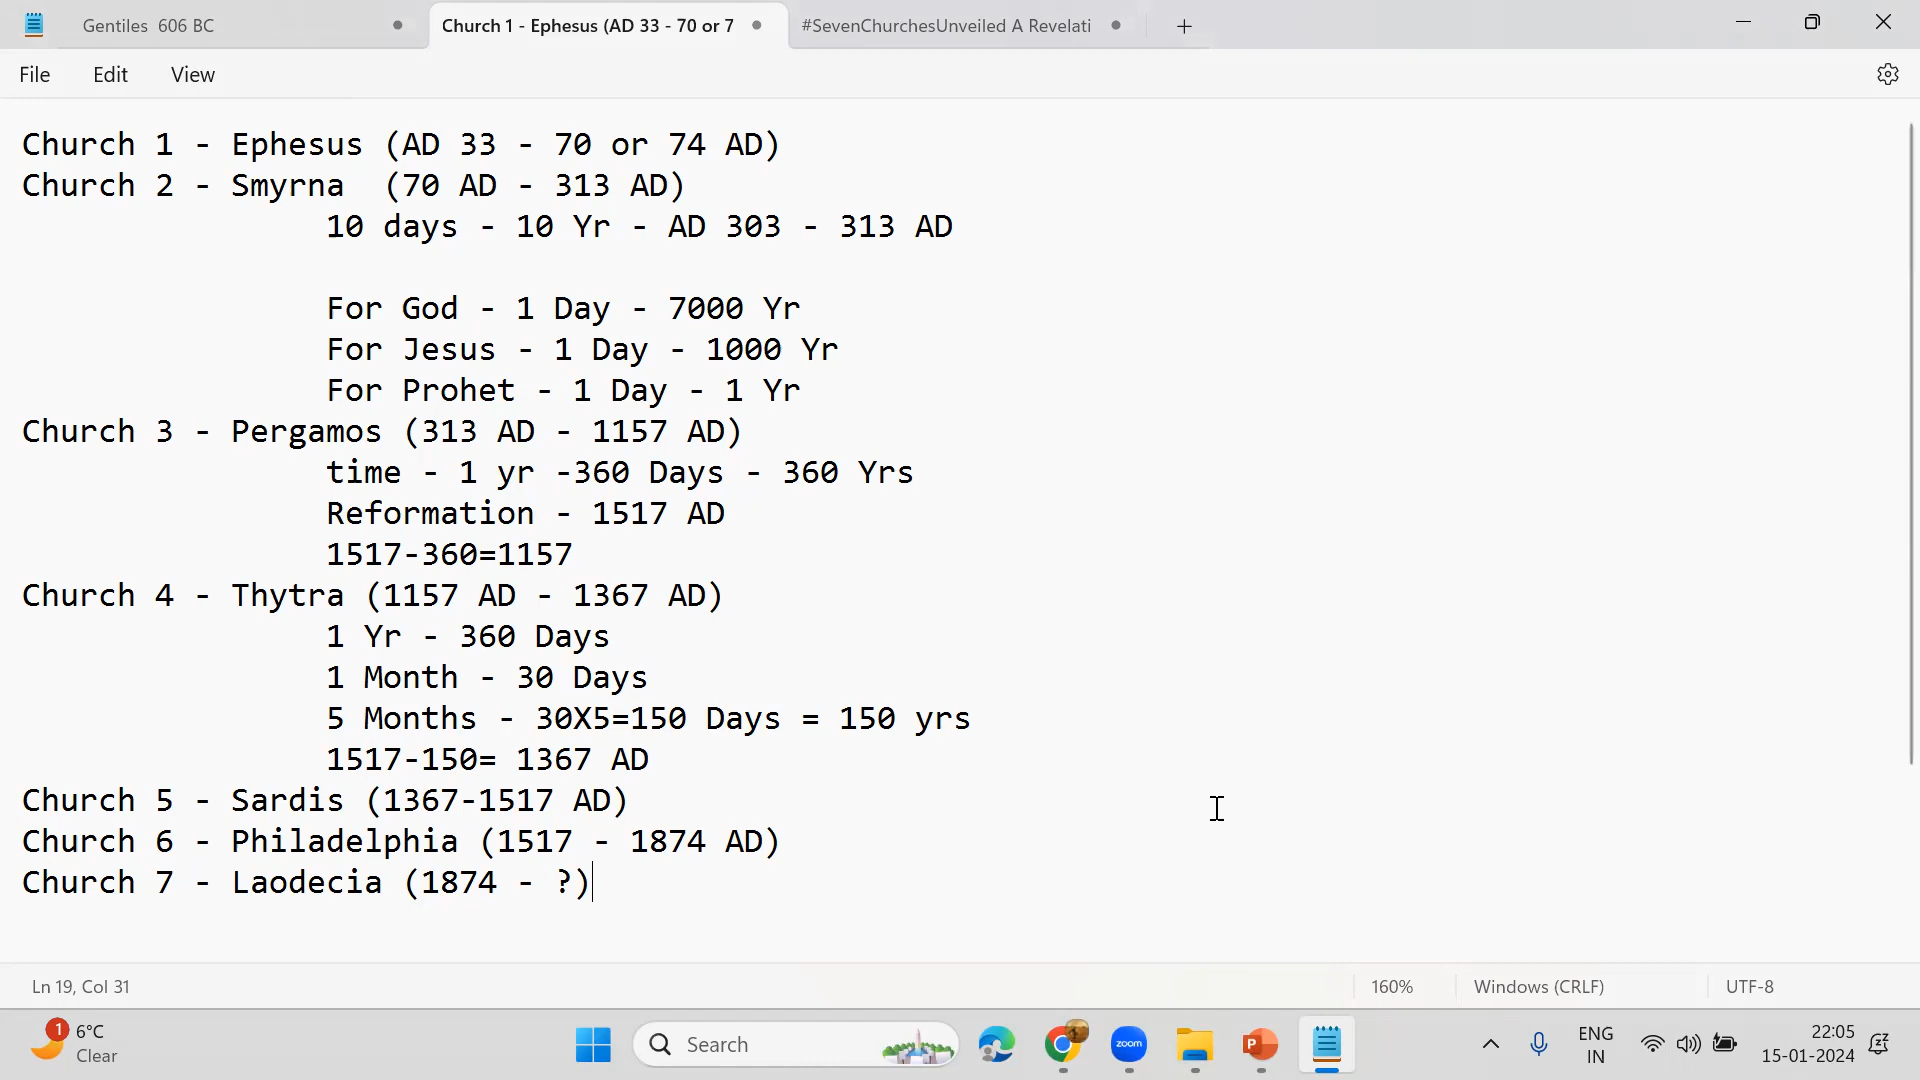 Gentiles 606 BC
Church 1 - Ephesus (AD 33 - 70 or 7
#SevenChurchesUnveiled A Revelati
File Edit View
Church 1 - Ephesus (AD 33 - 70 or 74 AD)
Church 2 - Smyrna (70 AD - 313 AD)
10 days - 10 Yr - AD 303 - 313 AD
For God - 1 Day - 7000 Yr
For Jesus - 1 Day - 1000 Yr
For Prohet - 1 Day - 1 Yr
Church 3 - Pergamos (313 AD - 1157 AD)
time - 1 yr -360 Days - 360 Yrs
Reformation - 1517 AD
1517-360=1157
Church 4 - Thytra (1157 AD - 1367 AD)
1 Yr - 360 Days
1 Month - 30 Days
5 Months - 30X5=150 Days = 150 yrs
1517-150= 1367 AD
Church 5 - Sardis (1367-1517 AD)
Church 6 - Philadelphia (1517 - 1874 AD)
Church 7 - Laodecia (1874 - ?)
Ln 19, Col 31
160%
Windows (CRLF)
UTF-8
1
6°C
Clear
Search
zoom
P
ENG
IN
22:05
15-01-2024